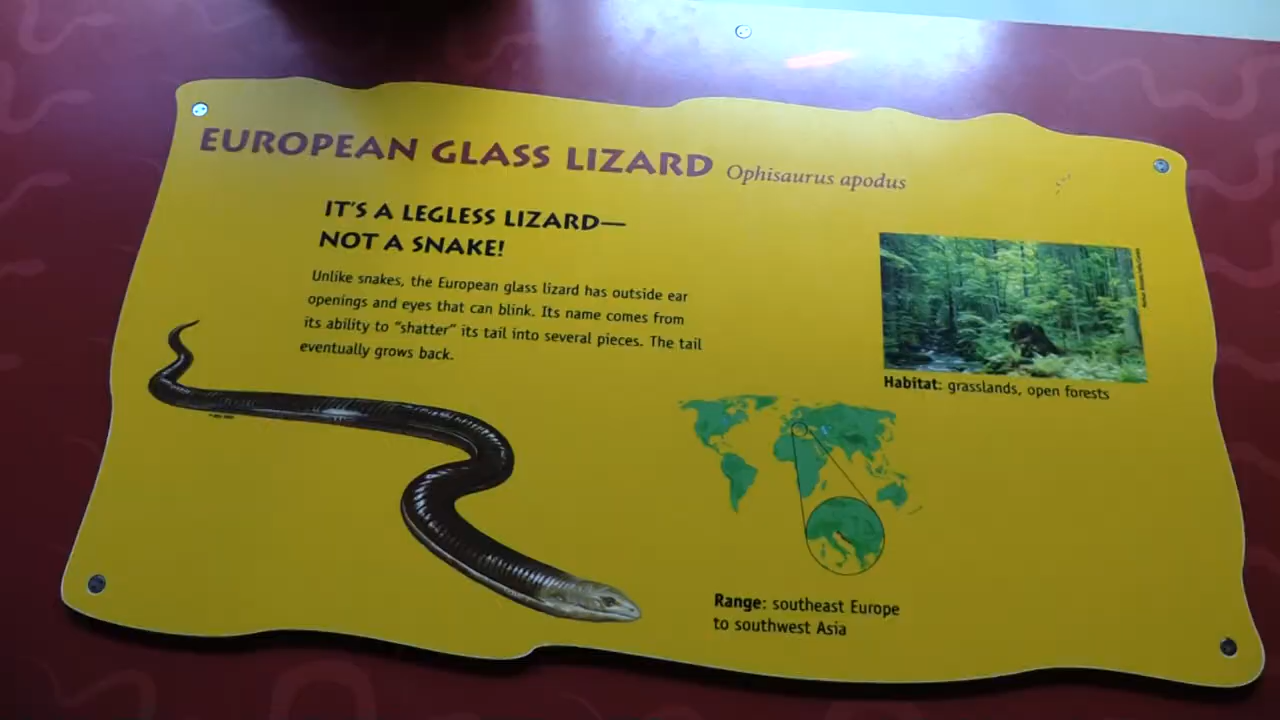 EUROPEAN GLASS LIZARD Ophisaurus apodus
IT'S A LEGLESS LIZARD—
NOT A SNAKE!
Unlike snakes, the European glass lizard has outside ear
openings and eyes that can blink. Its name comes from
its ability to “shatter” its tail into several pieces. The tail
eventually grows back.
Habitat: grasslands, open forests
Range: southeast Europe
to southwest Asia